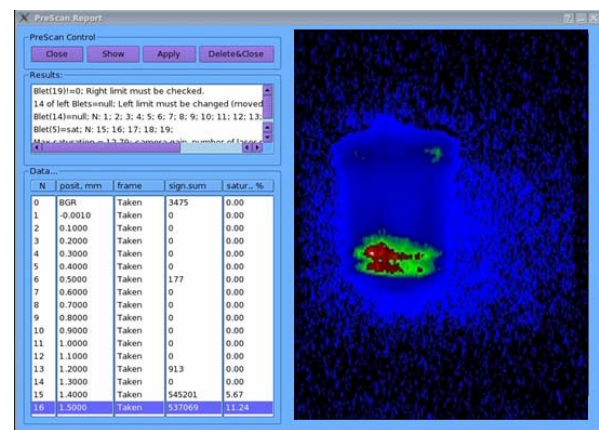 PreScan Report
PreScan Control
Close Show Apply Delete&Close
Results:
Blet(19)!=0; Right limit must be checked.
14 of left Blets=null; Left limit must be changed (moved
Blet(14)=null; N: 1; 2; 3; 4; 5; 6; 7; 8; 9; 10; 11; 12; 13;
Blet(5)=sat; N: 15; 16; 17; 18; 19;
Max saturation = 12.79; camera gain, number of laser
Data...
N posit, mm frame sign.sum satur., %
0 BGR Taken 3475 0.00
1 -0.0010 Taken 0 0.00
2 0.1000 Taken 0 0.00
3 0.2000 Taken 0 0.00
4 0.3000 Taken 0 0.00
5 0.4000 Taken 0 0.00
6 0.5000 Taken 177 0.00
7 0.6000 Taken 0 0.00
8 0.7000 Taken 0 0.00
9 0.8000 Taken 0 0.00
10 0.9000 Taken 0 0.00
11 1.0000 Taken 0 0.00
12 1.1000 Taken 0 0.00
13 1.2000 Taken 913 0.00
14 1.3000 Taken 0 0.00
15 1.4000 Taken 545201 5.67
16 1.5000 Taken 537069 11.24